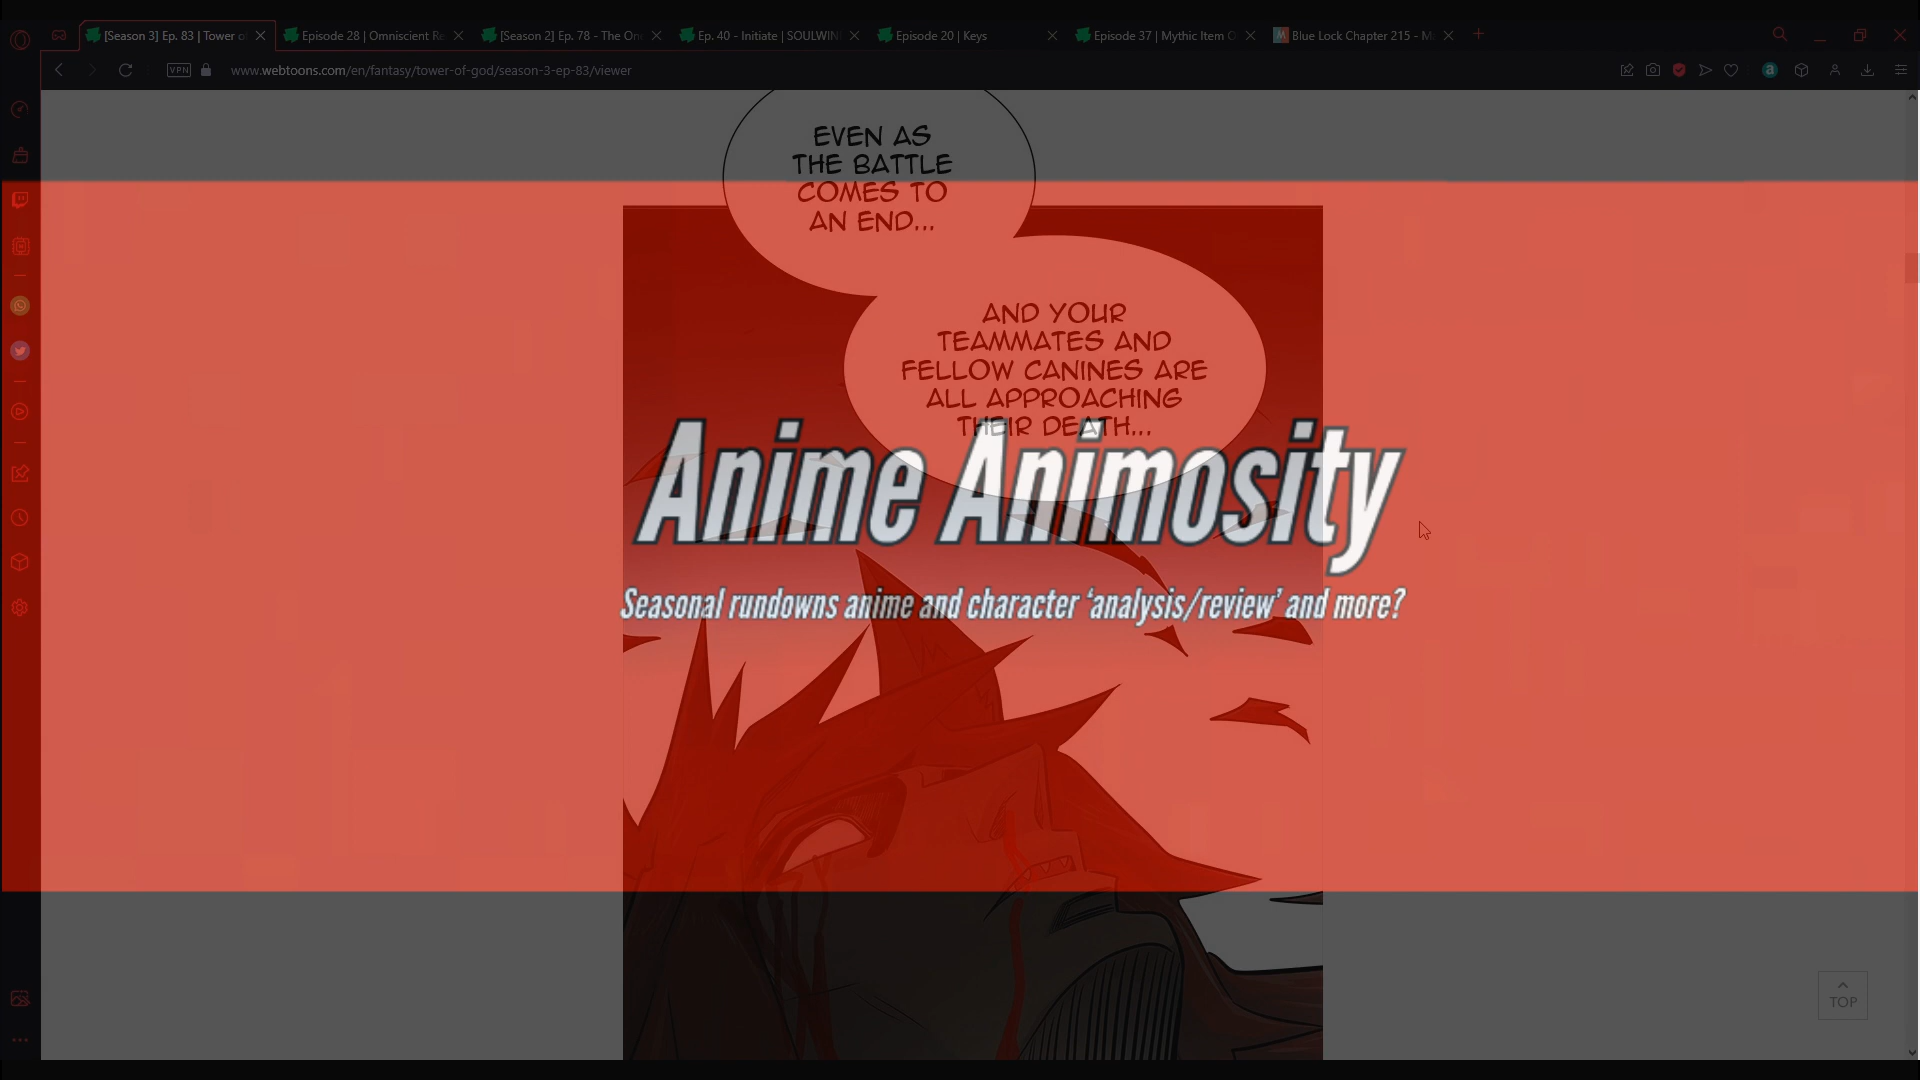 [Season 3] Ep. 83 | Tower o
Episode 28 | Omniscient Re
[Season 2] Ep. 78 - The On
Ep. 40 - Initiate | SOULWIN
Episode 20 | Keys
Episode 37 | Mythic Item O
Blue Lock Chapter 215 - M
VPN
www.webtoons.com/en/fantasy/tower-of-god/season-3-ep-83/viewer
EVEN AS
THE BATTLE
COMES TO
AN END...
AND YOUR
TEAMMATES AND
FELLOW CANINES ARE
ALL APPROACHING
THEIR DEATH...
Anime Animosity
Seasonal rundowns anime and character ‘analysis/review’ and more?
TOP